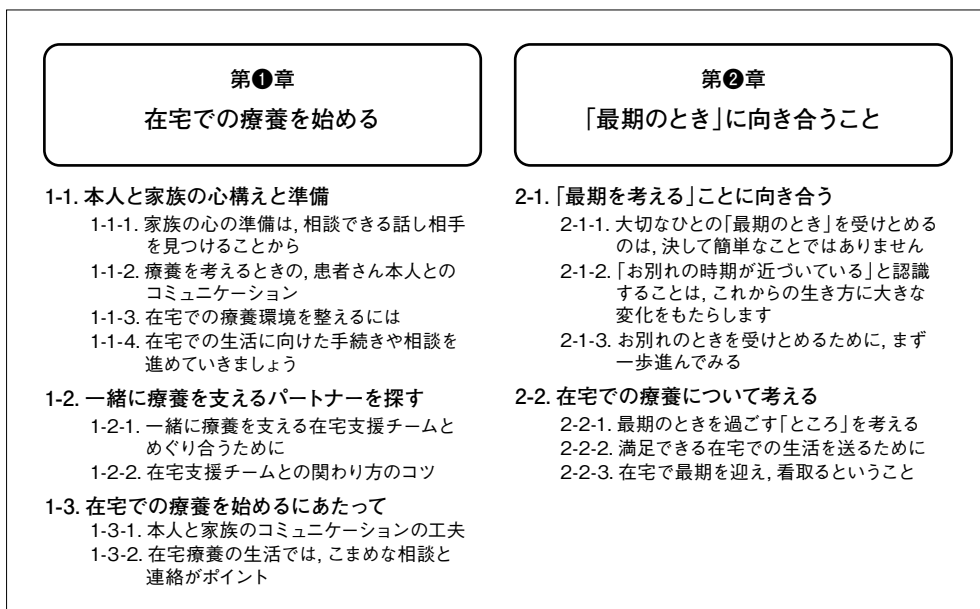 第❶章
在宅での療養を始める
1-1. 本人と家族の心構えと準備
1-1-1. 家族の心の準備は, 相談できる話し相手
を見つけることから
1-1-2. 療養を考えるときの, 患者さん本人との
コミュニケーション
1-1-3. 在宅での療養環境を整えるには
1-1-4. 在宅での生活に向けた手続きや相談を
進めていきましょう
1-2. 一緒に療養を支えるパートナーを探す
1-2-1. 一緒に療養を支える在宅支援チームと
めぐり合うために
1-2-2. 在宅支援チームとの関わり方のコツ
1-3. 在宅での療養を始めるにあたって
1-3-1. 本人と家族のコミュニケーションの工夫
1-3-2. 在宅療養の生活では, こまめな相談と
連絡がポイント
第❷章
「最期のとき」に向き合うこと
2-1. 「最期を考える」ことに向き合う
2-1-1. 大切なひとの「最期のとき」を受けとめる
のは, 決して簡単なことではありません
2-1-2. 「お別れの時期が近づいている」と認識
することは, これからの生き方に大きな
変化をもたらします
2-1-3. お別れのときを受けとめるために, まず
一歩進んでみる
2-2. 在宅での療養について考える
2-2-1. 最期のときを過ごす「ところ」を考える
2-2-2. 満足できる在宅での生活を送るために
2-2-3. 在宅で最期を迎え, 看取るということ